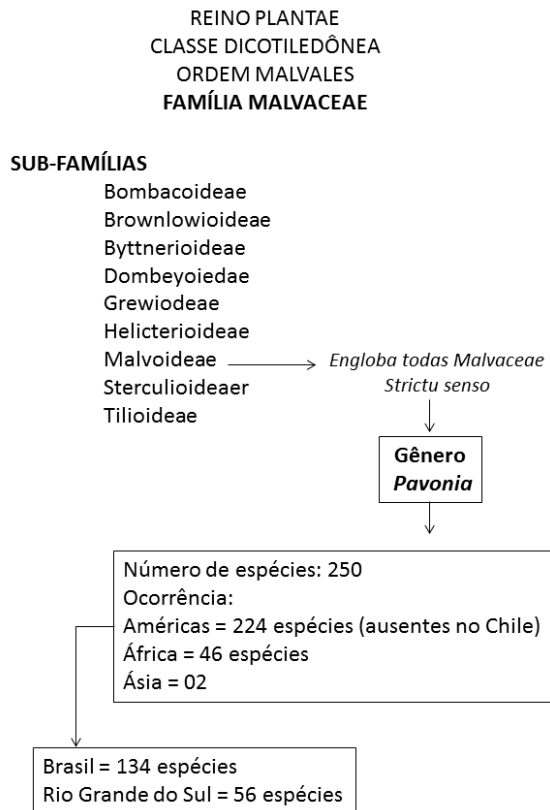 REINO PLANTAE
CLASSE DICOTILEDÔNEA
ORDEM MALVALES
FAMÍLIA MALVACEAE
SUB-FAMÍLIAS
Bombacoideae
Brownlowioideae
Byttnerioideae
Dombeyoiedae
Grewiodeae
Helicterioideae
Malvoideae
Engloba todas Malvaceae
Strictu senso
Sterculioideaer
Tilioideae
Gênero
Pavonia
Número de espécies: 250
Ocorrência:
Américas = 224 espécies (ausentes no Chile)
África = 46 espécies
Ásia = 02
Brasil = 134 espécies
Rio Grande do Sul = 56 espécies